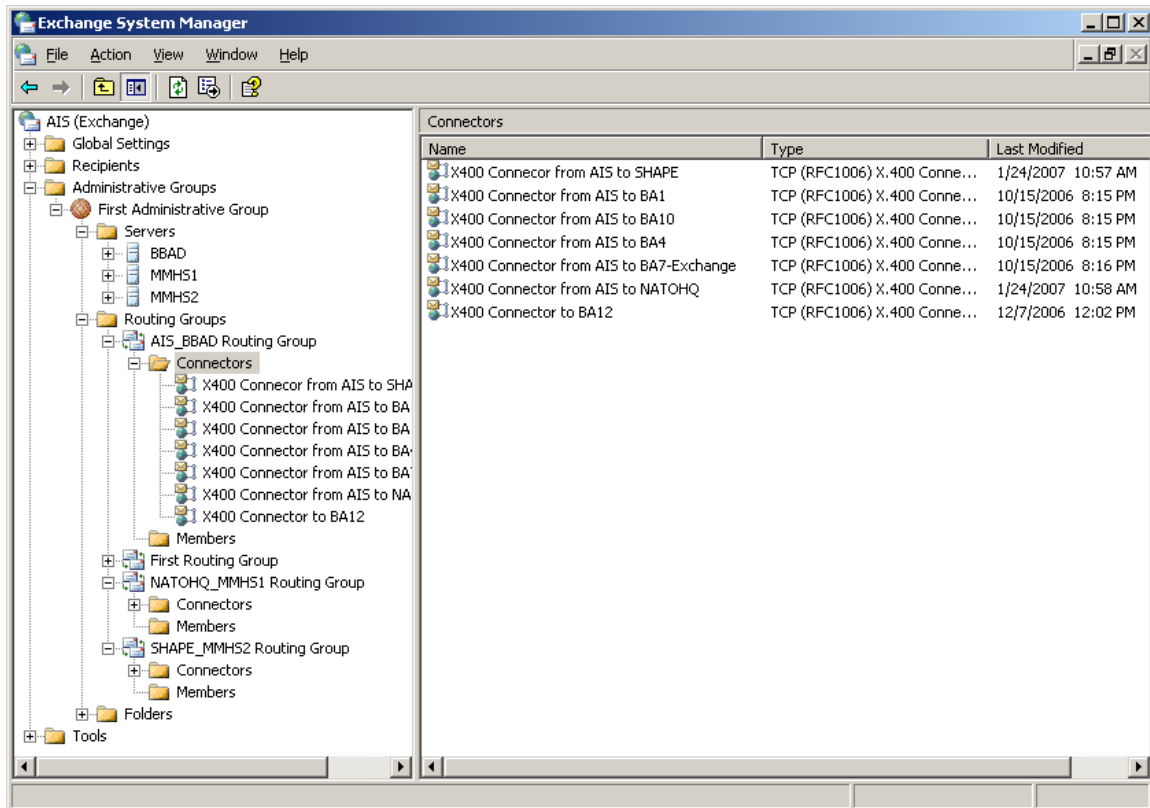 Exchange System Manager
File Action View Window Help
AIS (Exchange)
Global Settings
Recipients
Administrative Groups
First Administrative Group
Servers
BBAD
MMHS1
MMHS2
Routing Groups
AIS_BBAD Routing Group
Connectors
X400 Connecor from AIS to SHA
X400 Connector from AIS to BA
X400 Connector from AIS to BA
X400 Connector from AIS to BA
X400 Connector from AIS to BA
X400 Connector from AIS to NA
X400 Connector to BA12
Members
First Routing Group
NATOHQ_MMHS1 Routing Group
Connectors
Members
SHAPE_MMHS2 Routing Group
Connectors
Members
Folders
Tools
Connectors
Name Type Last Modified
X400 Connecor from AIS to SHAPE TCP (RFC1006) X.400 Conne... 1/24/2007 10:57 AM
X400 Connector from AIS to BA1 TCP (RFC1006) X.400 Conne... 10/15/2006 8:15 PM
X400 Connector from AIS to BA10 TCP (RFC1006) X.400 Conne... 10/15/2006 8:15 PM
X400 Connector from AIS to BA4 TCP (RFC1006) X.400 Conne... 10/15/2006 8:15 PM
X400 Connector from AIS to BA7-Exchange TCP (RFC1006) X.400 Conne... 10/15/2006 8:16 PM
X400 Connector from AIS to NATOHQ TCP (RFC1006) X.400 Conne... 1/24/2007 10:58 AM
X400 Connector to BA12 TCP (RFC1006) X.400 Conne... 12/7/2006 12:02 PM